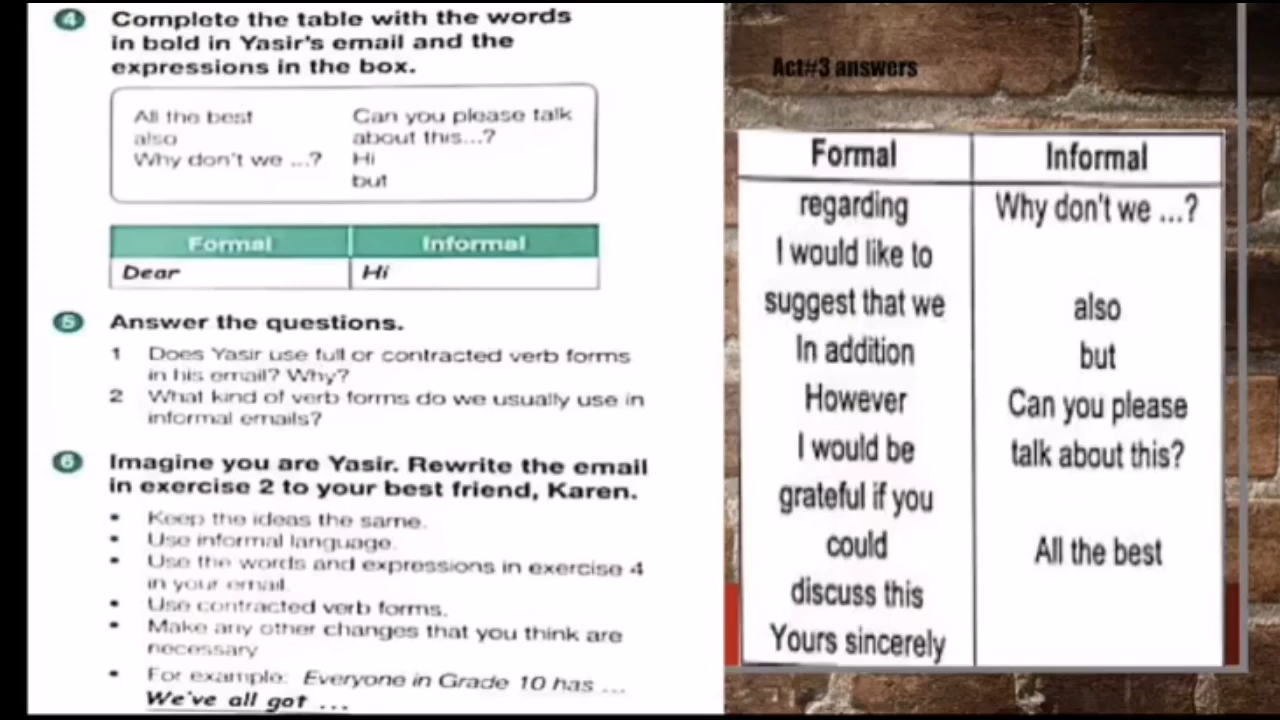 4 Complete the table with the words
in bold in Yasir's email and the
expressions in the box.
All the best
also
Why don't we ...?
Can you please talk
about this...?
Hi
but
Formal Informal
Dear Hi
5 Answer the questions.
1 Does Yasir use full or contracted verb forms
in his email? Why?
2 What kind of verb forms do we usually use in
informal emails?
6 Imagine you are Yasir. Rewrite the email
in exercise 2 to your best friend, Karen.
• Keep the ideas the same.
• Use informal language.
• Use the words and expressions in exercise 4
in your email.
• Use contracted verb forms.
• Make any other changes that you think are
necessary
• For example: Everyone in Grade 10 has ...
We've all got ...
Act#3 answers
Formal Informal
regarding Why don't we ...?
I would like to
suggest that we also
In addition but
However Can you please
I would be talk about this?
grateful if you
could All the best
discuss this
Yours sincerely